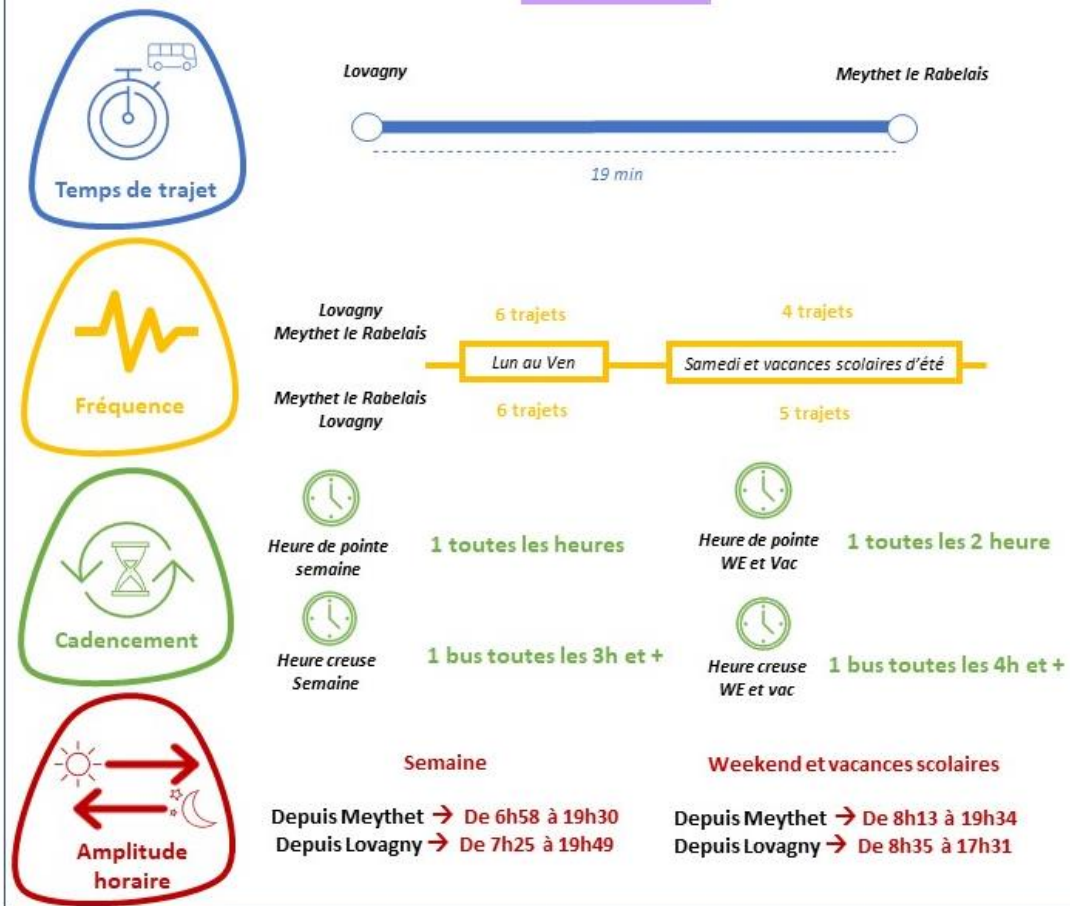 Temps de trajet
Lovagny
Meythet le Rabelais
19 min
Fréquence
Lovagny
Meythet le Rabelais
6 trajets
4 trajets
Lun au Ven
Samedi et vacances scolaires d'été
Meythet le Rabelais
Lovagny
6 trajets
5 trajets
Cadencement
Heure de pointe
semaine
1 toutes les heures
Heure de pointe
WE et Vac
1 toutes les 2 heure
Heure creuse
Semaine
1 bus toutes les 3h et +
Heure creuse
WE et vac
1 bus toutes les 4h et +
Amplitude
horaire
Semaine
Depuis Meythet → De 6h58 à 19h30
Depuis Lovagny → De 7h25 à 19h49
Weekend et vacances scolaires
Depuis Meythet → De 8h13 à 19h34
Depuis Lovagny → De 8h35 à 17h31